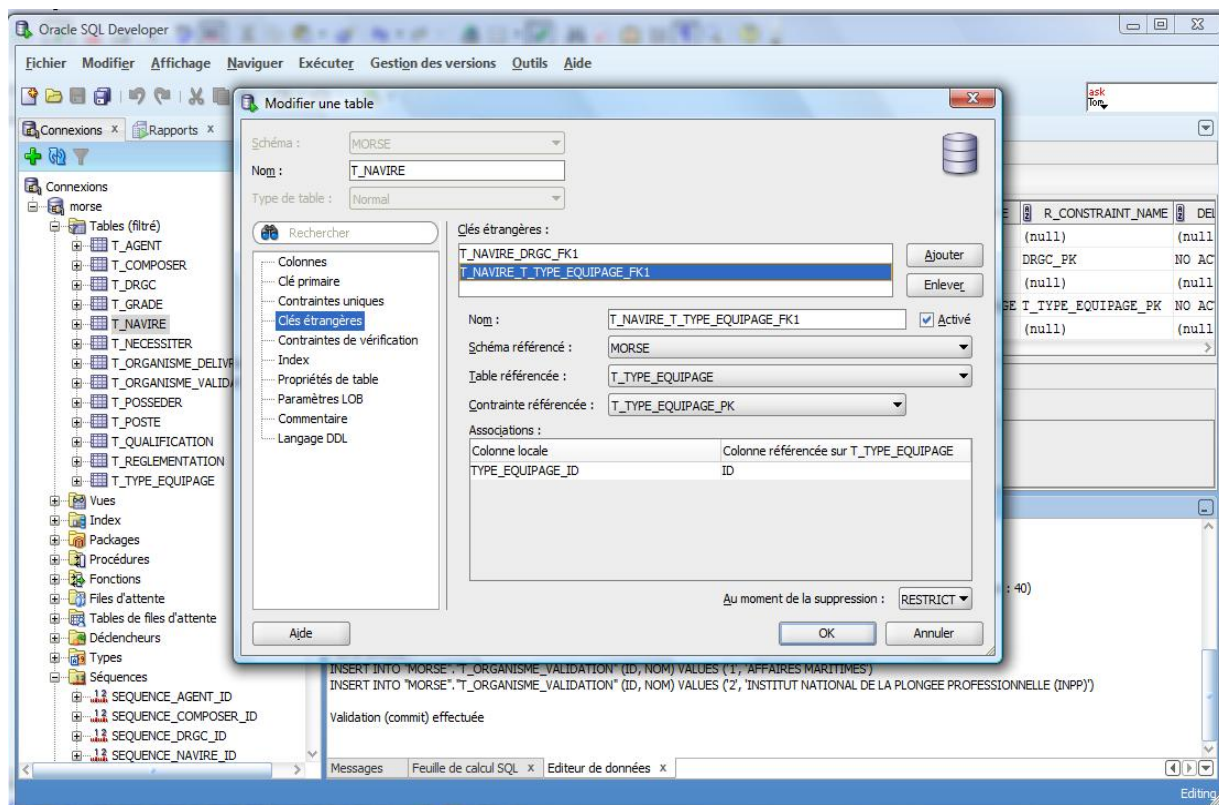 Oracle SQL Developer
Fichier Modifier Affichage Naviguer Exécuter Gestion des versions Outils Aide
ask
Tom
Connexions x Rapports x
Connexions
morse
Tables (filtré)
T_AGENT
T_COMPOSER
T_DRGC
T_GRADE
T_NAVIRE
T_NECESSITER
T_ORGANISME_DELIVR
T_ORGANISME_VALIDA
T_POSSEDER
T_POSTE
T_QUALIFICATION
T_REGLEMENTATION
T_TYPE_EQUIPAGE
Vues
Index
Packages
Procédures
Fonctions
Files d'attente
Tables de files d'attente
Déclencheurs
Types
Séquences
SEQUENCE_AGENT_ID
SEQUENCE_COMPOSER_ID
SEQUENCE_DRGC_ID
SEQUENCE_NAVIRE_ID
Modifier une table
Schéma : MORSE
Nom : T_NAVIRE
Type de table : Normal
Rechercher
Colonnes
Clé primaire
Contraintes uniques
Clés étrangères
Contraintes de vérification
Index
Propriétés de table
Paramètres LOB
Commentaire
Langage DDL
Clés étrangères :
T_NAVIRE_DRGC_FK1
T_NAVIRE_T_TYPE_EQUIPAGE_FK1
Ajouter
Enlever
Nom : T_NAVIRE_T_TYPE_EQUIPAGE_FK1 Activé
Schéma référencé : MORSE
Table référencée : T_TYPE_EQUIPAGE
Contrainte référencée : T_TYPE_EQUIPAGE_PK
Associations :
Colonne locale Colonne référencée sur T_TYPE_EQUIPAGE
TYPE_EQUIPAGE_ID ID
Au moment de la suppression : RESTRICT
Aide OK Annuler
E R_CONSTRAINT_NAME DEL
(null) (null
DRGC_PK NO AC
(null) (null
GE T_TYPE_EQUIPAGE_PK NO AC
(null) (null
: 40)
INSERT INTO "MORSE"."T_ORGANISME_VALIDATION" (ID, NOM) VALUES ('1', 'AFFAIRES MARITIMES')
INSERT INTO "MORSE"."T_ORGANISME_VALIDATION" (ID, NOM) VALUES ('2', 'INSTITUT NATIONAL DE LA PLONGEE PROFESSIONNELLE (INPP)')
Validation (commit) effectuée
Messages Feuille de calcul SQL x Editeur de données x
Editing